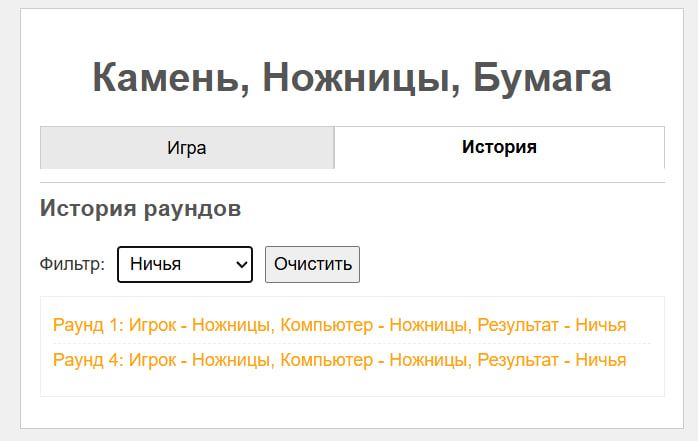 Камень, Ножницы, Бумага
Игра
История
История раундов
Фильтр: Ничья Очистить
Раунд 1: Игрок - Ножницы, Компьютер - Ножницы, Результат - Ничья
Раунд 4: Игрок - Ножницы, Компьютер - Ножницы, Результат - Ничья